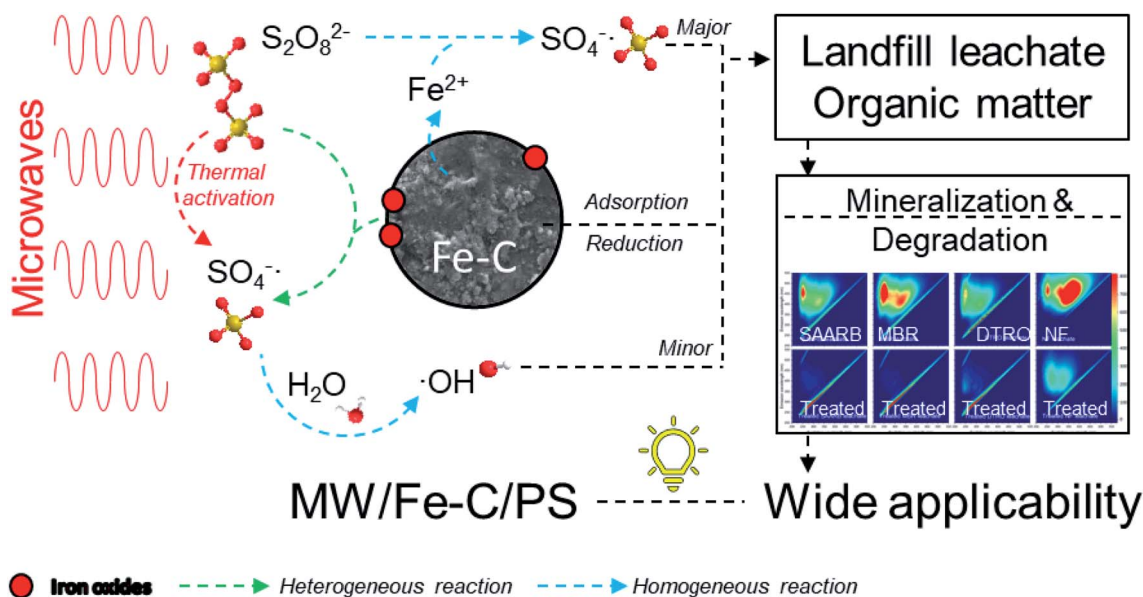 Microwaves
S₂O₈²⁻
SO₄⁻·
Major
Fe²⁺
Thermal
activation
Fe-C
Adsorption
Reduction
SO₄⁻·
H₂O
·OH
Minor
Landfill leachate
Organic matter
Mineralization &
Degradation
SAARB MBR DTRO NF
Treated Treated Treated Treated
MW/Fe-C/PS
Wide applicability
Iron oxides Heterogeneous reaction Homogeneous reaction